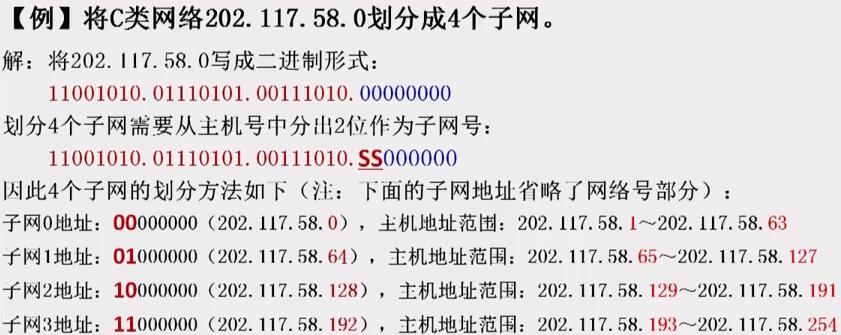 【例】将C类网络202.117.58.0划分成4个子网。
解：将202.117.58.0写成二进制形式：
11001010.01110101.00111010.00000000
划分4个子网需要从主机号中分出2位作为子网号：
11001010.01110101.00111010.SS000000
因此4个子网的划分方法如下（注：下面的子网地址省略了网络号部分）：
子网0地址：00000000（202.117.58.0），主机地址范围：202.117.58.1～202.117.58.63
子网1地址：01000000（202.117.58.64），主机地址范围：202.117.58.65～202.117.58.127
子网2地址：10000000（202.117.58.128），主机地址范围：202.117.58.129～202.117.58.191
子网3地址：11000000（202.117.58.192），主机地址范围：202.117.58.193～202.117.58.254